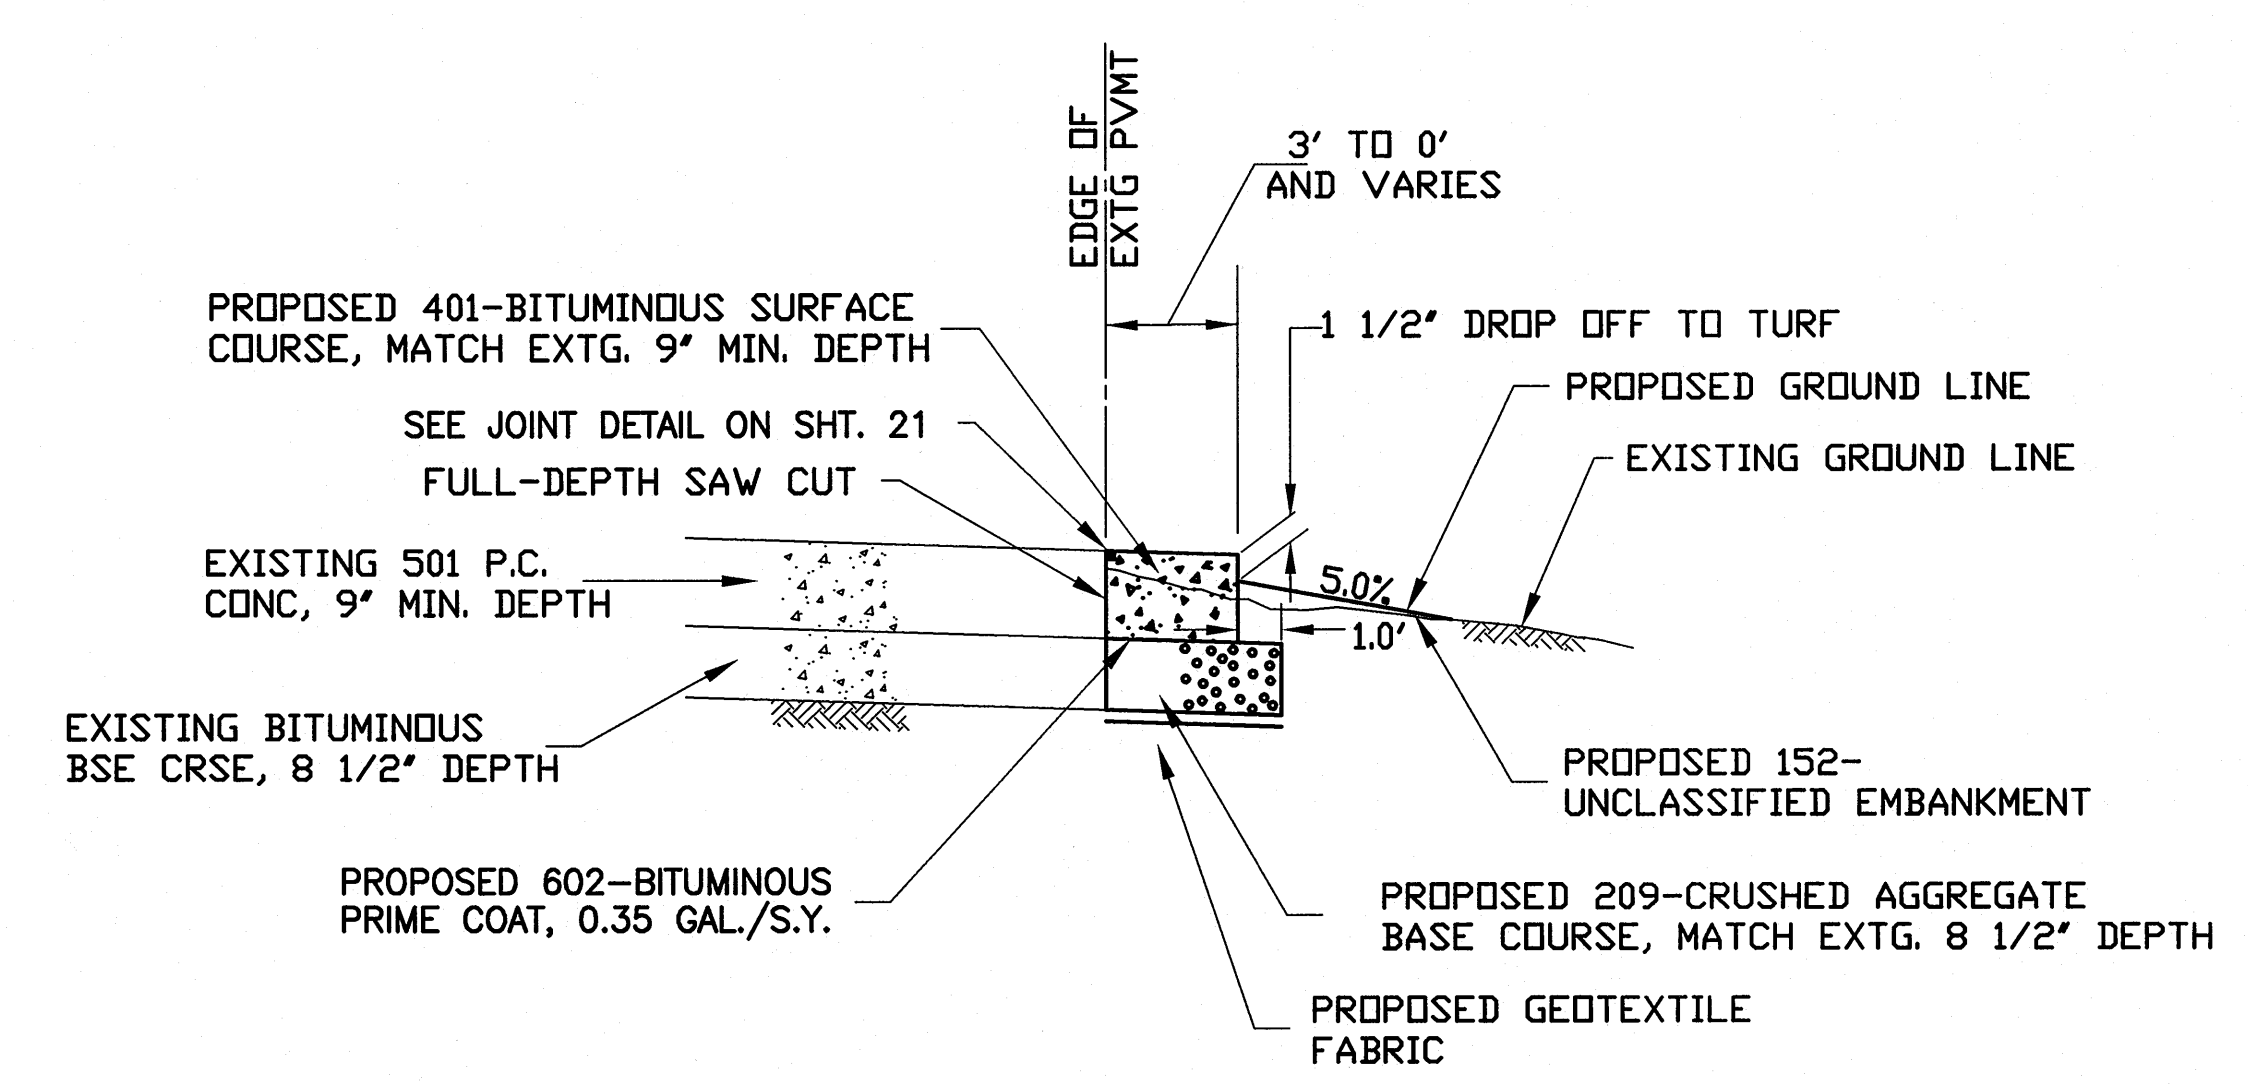 EDGE OF
EXTG PVMT
3' TO 0'
AND VARIES
PROPOSED 401-BITUMINOUS SURFACE
COURSE, MATCH EXTG. 9" MIN. DEPTH
1 1/2" DROP OFF TO TURF
PROPOSED GROUND LINE
SEE JOINT DETAIL ON SHT. 21
EXISTING GROUND LINE
FULL-DEPTH SAW CUT
EXISTING 501 P.C.
CONC, 9" MIN. DEPTH
5.0%
1.0'
EXISTING BITUMINOUS
BSE CRSE, 8 1/2" DEPTH
PROPOSED 152-
UNCLASSIFIED EMBANKMENT
PROPOSED 602-BITUMINOUS
PRIME COAT, 0.35 GAL./S.Y.
PROPOSED 209-CRUSHED AGGREGATE
BASE COURSE, MATCH EXTG. 8 1/2" DEPTH
PROPOSED GEOTEXTILE
FABRIC